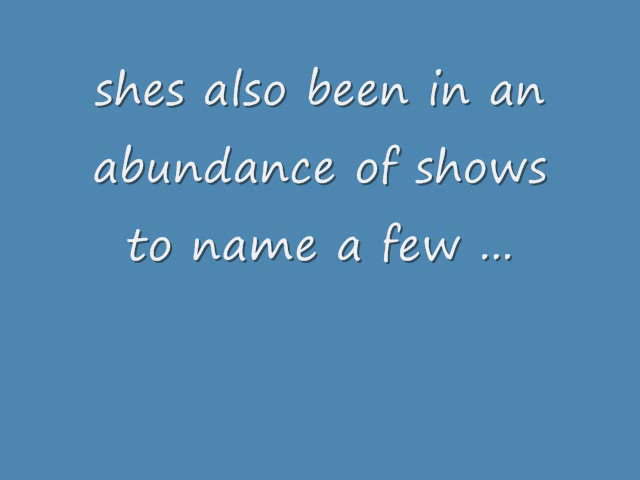 shes also been in an
abundance of shows
to name a few ...